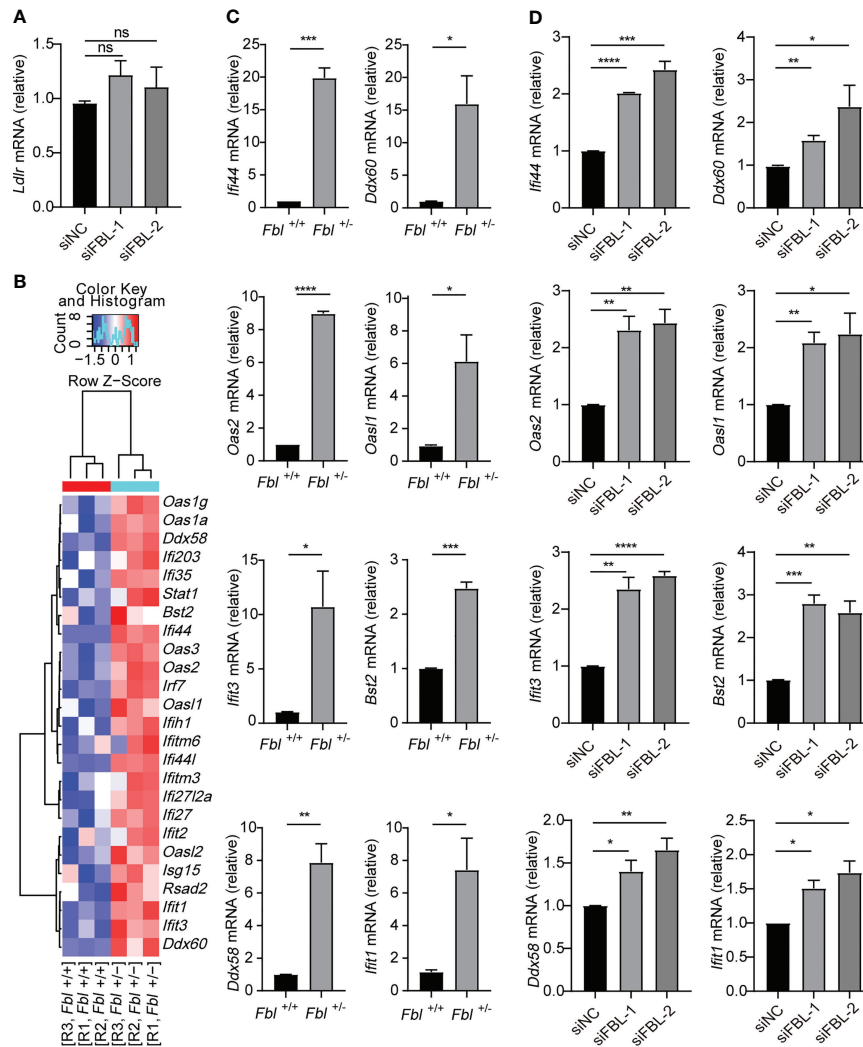 A
ns
ns
Ldlr mRNA (relative)
1.5
1.0
0.5
0.0
siNC
siFBL-1
siFBL-2
B
Color Key
and Histogram
Count
8
4
0
−1.5
0
1
Row Z−Score
Oas1g
Oas1a
Ddx58
Ifi203
Ifi35
Stat1
Bst2
Ifi44
Oas3
Oas2
Irf7
Oasl1
Ifih1
Ifitm6
Ifi44l
Ifitm3
Ifi27l2a
Ifi27
Ifit2
Oasl2
Isg15
Rsad2
Ifit1
Ifit3
Ddx60
[R3, Fbl +/+]
[R1, Fbl +/+]
[R2, Fbl +/+]
[R3, Fbl +/−]
[R2, Fbl +/−]
[R1, Fbl +/−]
C
***
Ifi44 mRNA (relative)
25
20
15
10
5
0
Fbl +/+
Fbl +/-
*
Ddx60 mRNA (relative)
25
20
15
10
5
0
Fbl +/+
Fbl +/-
****
Oas2 mRNA (relative)
10
8
6
4
2
0
Fbl +/+
Fbl +/-
*
Oasl1 mRNA (relative)
10
8
6
4
2
0
Fbl +/+
Fbl +/-
*
Ifit3 mRNA (relative)
15
10
5
0
Fbl +/+
Fbl +/-
***
Bst2 mRNA (relative)
3
2
1
0
Fbl +/+
Fbl +/-
**
Ddx58 mRNA (relative)
10
8
6
4
2
0
Fbl +/+
Fbl +/-
*
Ifit1 mRNA (relative)
10
8
6
4
2
0
Fbl +/+
Fbl +/-
D
***
****
Ifi44 mRNA (relative)
3
2
1
0
siNC
siFBL-1
siFBL-2
*
**
Ddx60 mRNA (relative)
4
3
2
1
0
siNC
siFBL-1
siFBL-2
**
**
Oas2 mRNA (relative)
3
2
1
0
siNC
siFBL-1
siFBL-2
*
**
Oasl1 mRNA (relative)
3
2
1
0
siNC
siFBL-1
siFBL-2
****
**
Ifit3 mRNA (relative)
3
2
1
0
siNC
siFBL-1
siFBL-2
**
***
Bst2 mRNA (relative)
4
3
2
1
0
siNC
siFBL-1
siFBL-2
**
*
Ddx58 mRNA (relative)
2.0
1.5
1.0
0.5
0.0
siNC
siFBL-1
siFBL-2
*
*
Ifit1 mRNA (relative)
2.5
2.0
1.5
1.0
1.5
0.0
siNC
siFBL-1
siFBL-2